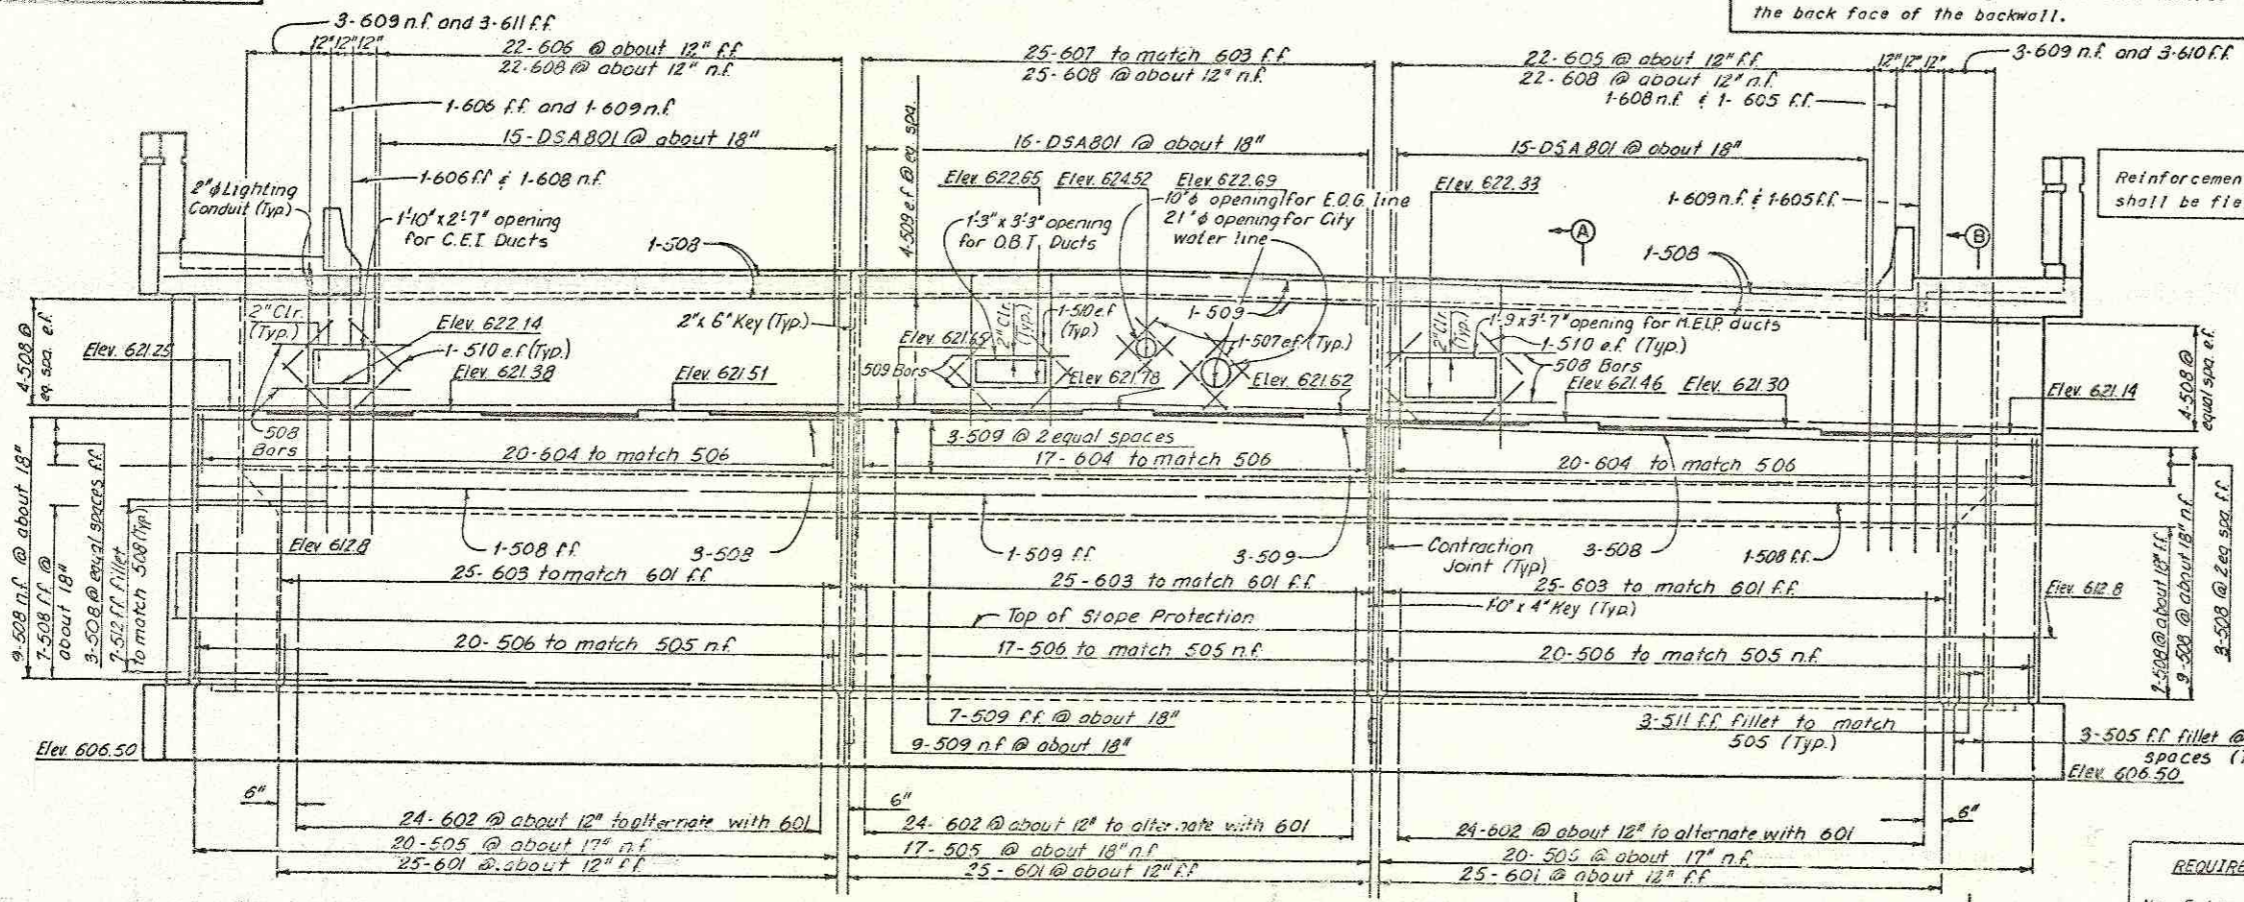 the back face of the backwall.
3-609 n.f. and 3-611 f.f.
12" 12" 12"
22-606 @ about 12" f.f.
22-608 @ about 12" n.f.
25-607 to match 603 f.f.
25-608 @ about 12" n.f.
22-605 @ about 12" f.f.
22-608 @ about 12" n.f.
12" 12" 12"
3-609 n.f. and 3-610 f.f.
1-608 n.f. & 1-605 f.f.
1-606 f.f. and 1-609 n.f.
15-DSA801 @ about 18"
4-509 e.f @ eq. spa.
16-DSA801 @ about 18"
15-DSA 801 @ about 18"
1-606 f.f & 1-608 n.f.
2"ø Lighting
Conduit (Typ.)
1'-10" x 2'-7" opening
for C.E.I. Ducts
1-508
Elev. 622.65
Elev. 624.52
Elev. 622.69
10"ø opening for E.O.G. line
21"ø opening for City
water line
1'-3" x 3'-3" opening
for O.B.T. Ducts
Elev. 622.33
1-609 n.f. & 1-605 f.f.
A
B
1-508
Reinforcemen
shall be fie
4-508 @
eq. spa. e.f.
2" Clr.
(Typ.)
Elev. 622.14
1-510 e.f (Typ.)
2" x 6" Key (Typ.)
2" Clr.
(Typ.)
1-510 e.f
(Typ.)
1-509
1-507 e.f (Typ.)
2" Clr.
(Typ.)
1-9 x 3'-7" opening for M.E.L.P. ducts
1-510 e.f. (Typ.)
508 Bars
4-508 @
equal spa. e.f.
Elev. 621.25
Elev. 621.38
Elev. 621.51
Elev. 621.65
509 Bars
Elev. 621.78
Elev. 621.62
Elev. 621.46
Elev. 621.30
Elev. 621.14
508
Bars
20-604 to match 506
3-509 @ 2 equal spaces
17-604 to match 506
20-604 to match 506
9-508 n.f. @ about 18"
7-508 f.f. @
about 18"
3-508 @ equal spaces f.f.
7-512 f.f. fillet
to match 508 (Typ)
Elev. 612.8
1-508 f.f.
3-508
1-509 f.f.
3-509
Contraction
Joint (Typ)
3-508
1-508 f.f.
25-603 to match 601 f.f.
25-603 to match 601 f.f.
25-603 to match 601 f.f.
1'-0" x 4" Key (Typ.)
Elev. 612.8
Top of Slope Protection
20-506 to match 505 n.f.
17-506 to match 505 n.f.
20-506 to match 505 n.f.
7-508 @ about 18" f.f.
9-508 @ about 18" n.f.
3-508 @ 2 eq. spa. f.f.
7-509 f.f. @ about 18"
9-509 n.f @ about 18"
3-511 f.f. fillet to match
505 (Typ.)
3-505 f.f. fillet @
spaces (
Elev. 606.50
Elev. 606.50
6"
6"
6"
24-602 @ about 12" to alternate with 601
20-505 @ about 17" n.f.
25-601 @ about 12" f.f.
24-602 @ about 12" to alternate with 601
17-505 @ about 18" n.f.
25-601 @ about 12" f.f
24-602 @ about 12" to alternate with 601
20-505 @ about 17" n.f.
25-601 @ about 12" f.f
REQUIRE